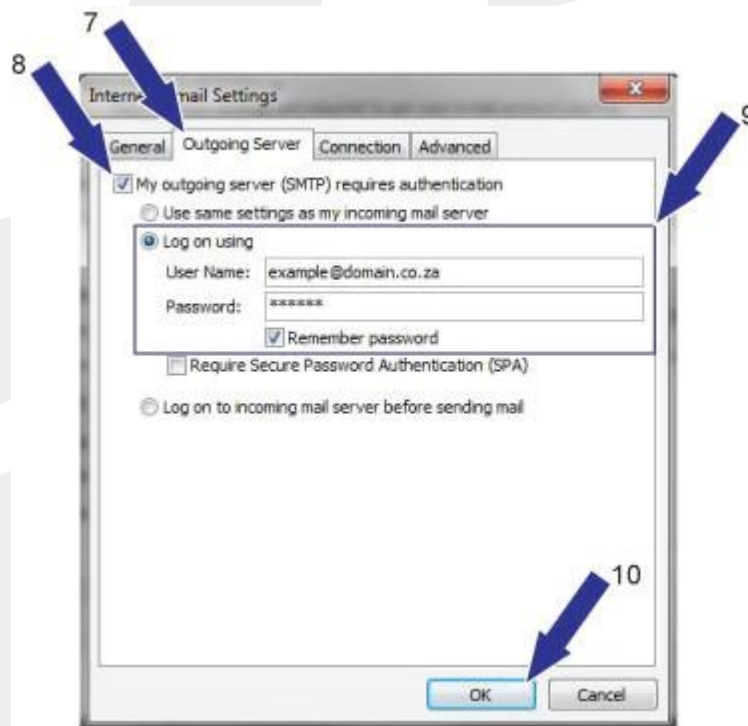 7
8
Internet E-mail Settings
9
General Outgoing Server Connection Advanced
My outgoing server (SMTP) requires authentication
Use same settings as my incoming mail server
Log on using
User Name: example@domain.co.za
Password: ******
Remember password
Require Secure Password Authentication (SPA)
Log on to incoming mail server before sending mail
10
OK Cancel